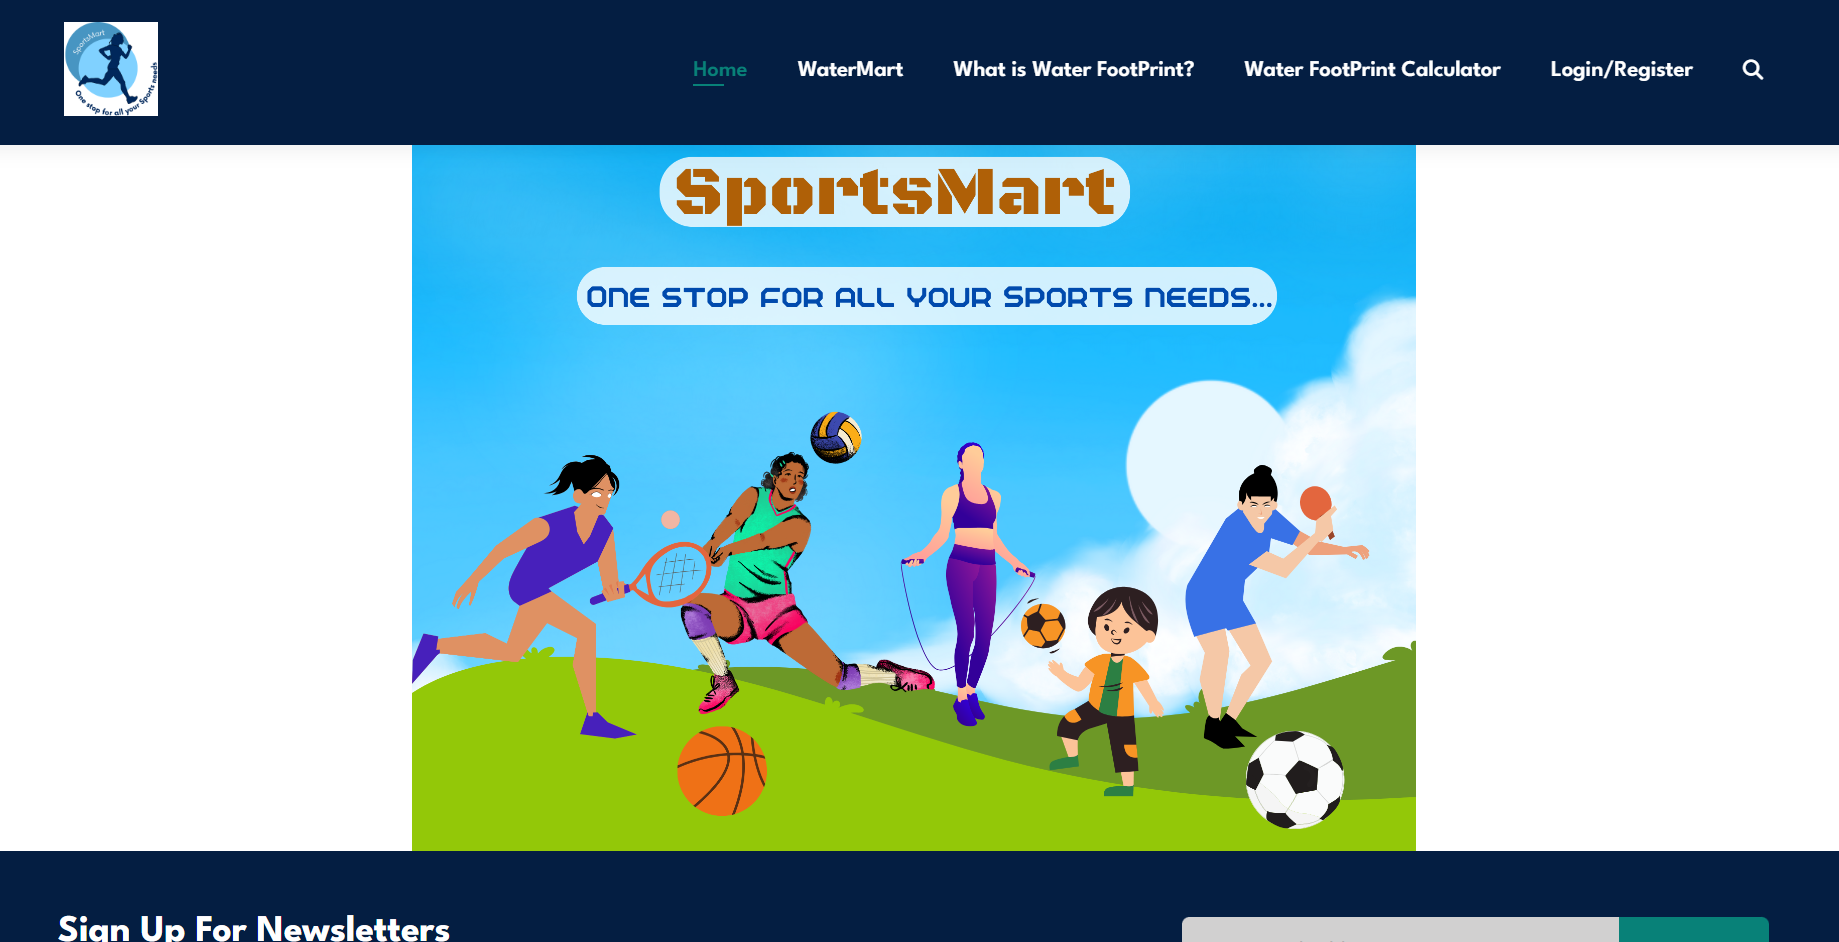 SportsMart
One stop for all your Sports needs
Home
WaterMart
What is Water FootPrint?
Water FootPrint Calculator
Login/Register
SportsMart
ONE STOP FOR ALL YOUR SPORTS NEEDS...
Sign Up For Newsletters